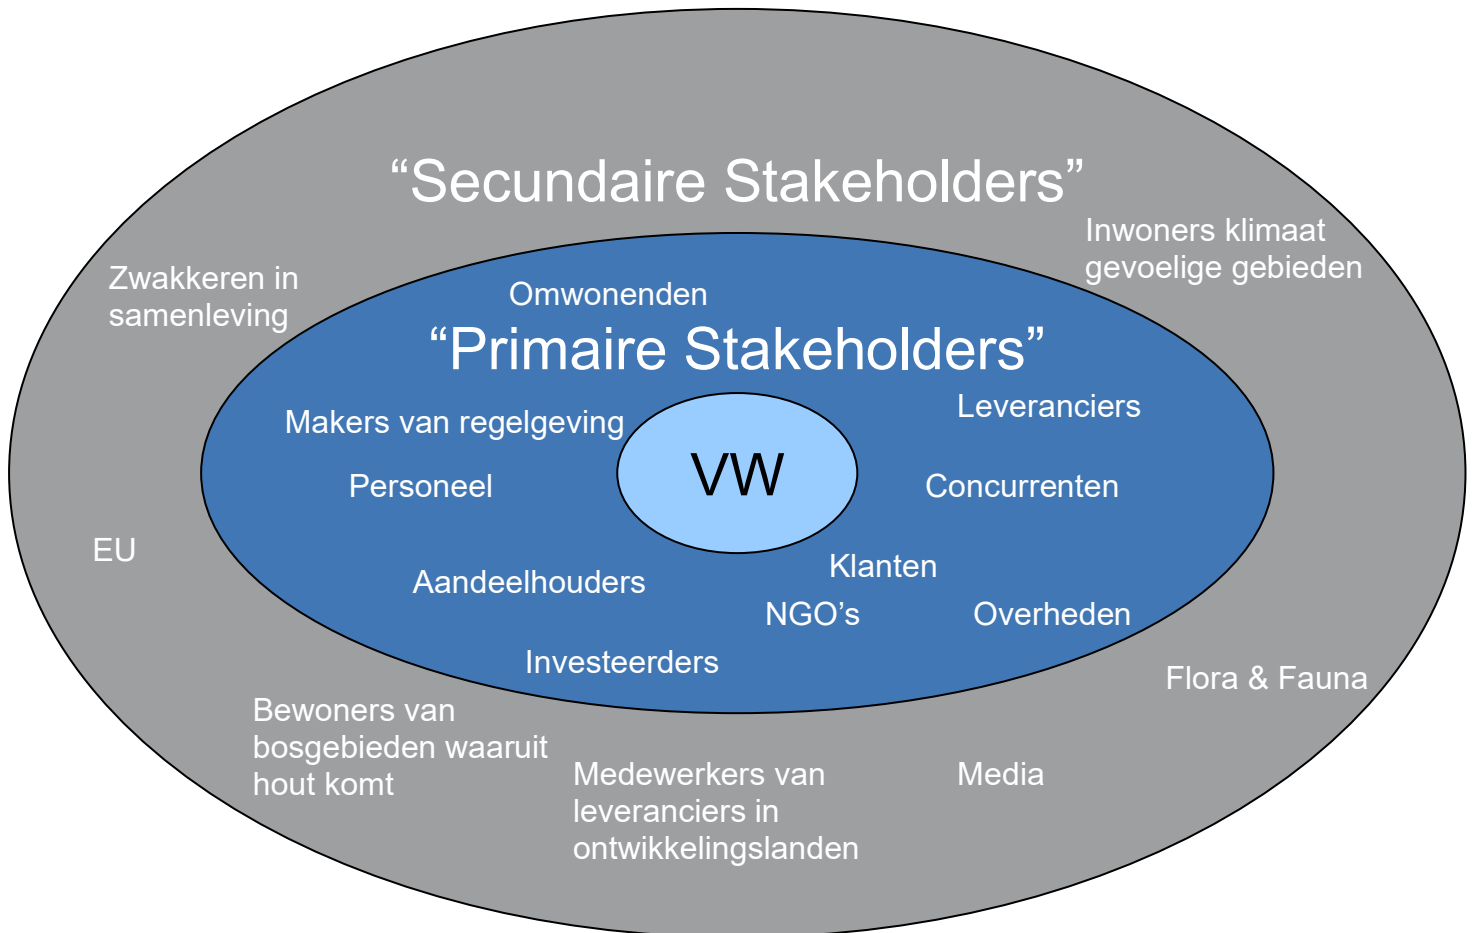 “Secundaire Stakeholders”
Inwoners klimaat
gevoelige gebieden
Zwakkeren in
samenleving
Omwonenden
“Primaire Stakeholders”
Leveranciers
Makers van regelgeving
VW
Personeel
Concurrenten
EU
Klanten
Aandeelhouders
NGO’s
Overheden
Investeerders
Flora & Fauna
Bewoners van
bosgebieden waaruit
hout komt
Medewerkers van
leveranciers in
ontwikkelingslanden
Media